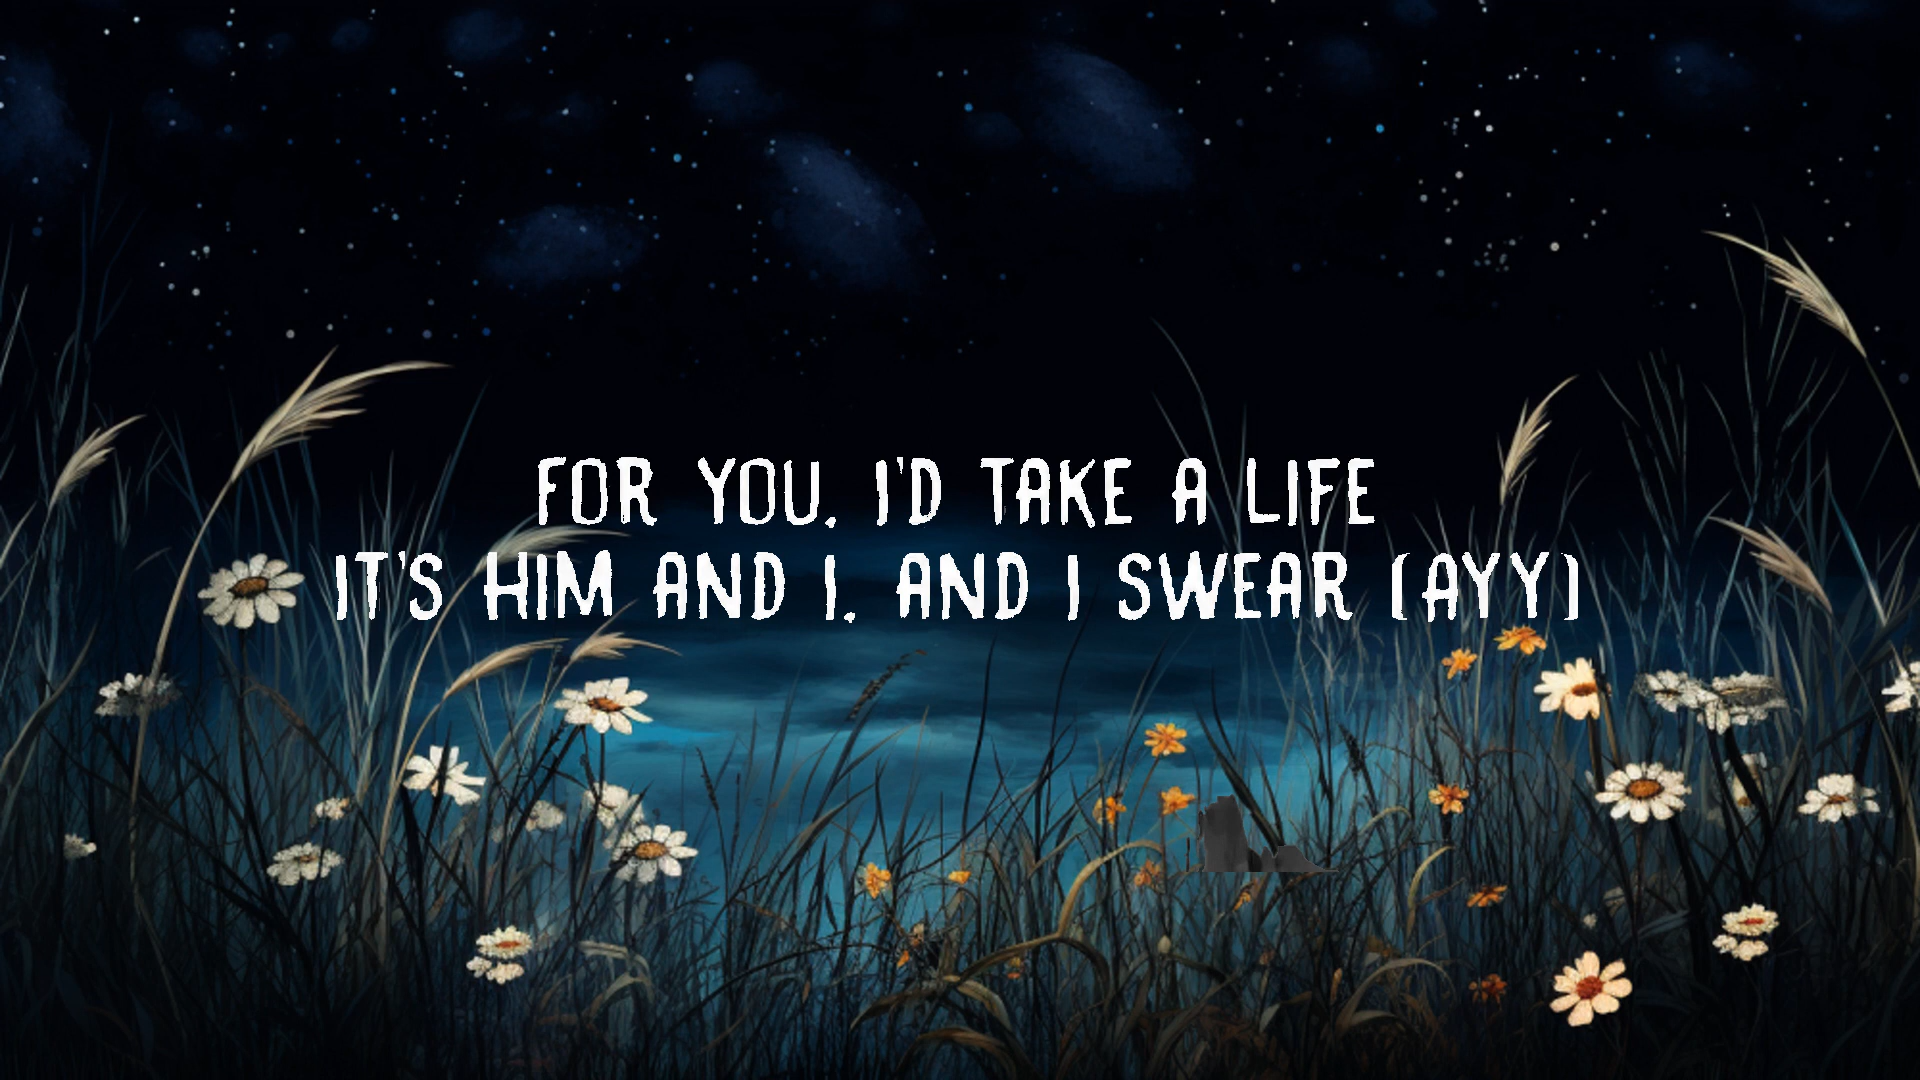 FOR YOU, I'D TAKE A LIFE
IT'S HIM AND I, AND I SWEAR (AYY)